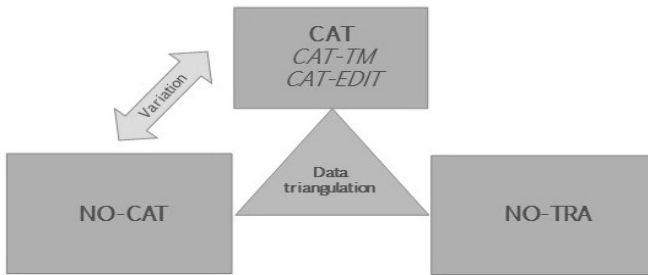 CAT
CAT-TM
CAT-EDIT
Variation
Data
triangulation
NO-CAT
NO-TRA